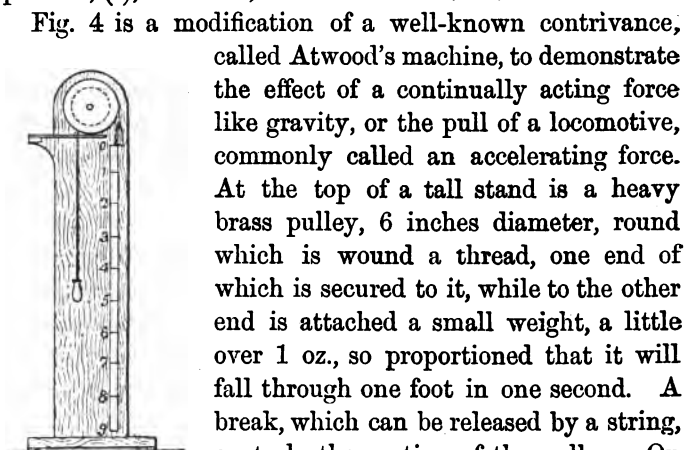 Fig. 4 is a modification of a well-known contrivance,
called Atwood's machine, to demonstrate
the effect of a continually acting force
like gravity, or the pull of a locomotive,
commonly called an accelerating force.
At the top of a tall stand is a heavy
brass pulley, 6 inches diameter, round
which is wound a thread, one end of
which is secured to it, while to the other
end is attached a small weight, a little
over 1 oz., so proportioned that it will
fall through one foot in one second. A
break, which can be released by a string,
0
1
2
3
4
5
6
7
8
9